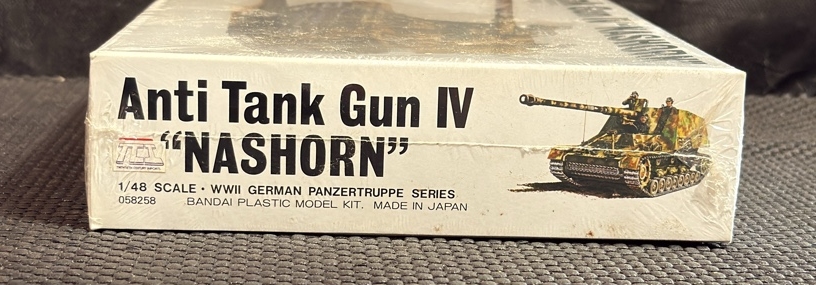 Anti Tank Gun IV
"NASHORN"
1/48 SCALE · WWII GERMAN PANZERTRUPPE SERIES
058258 BANDAI PLASTIC MODEL KIT. MADE IN JAPAN